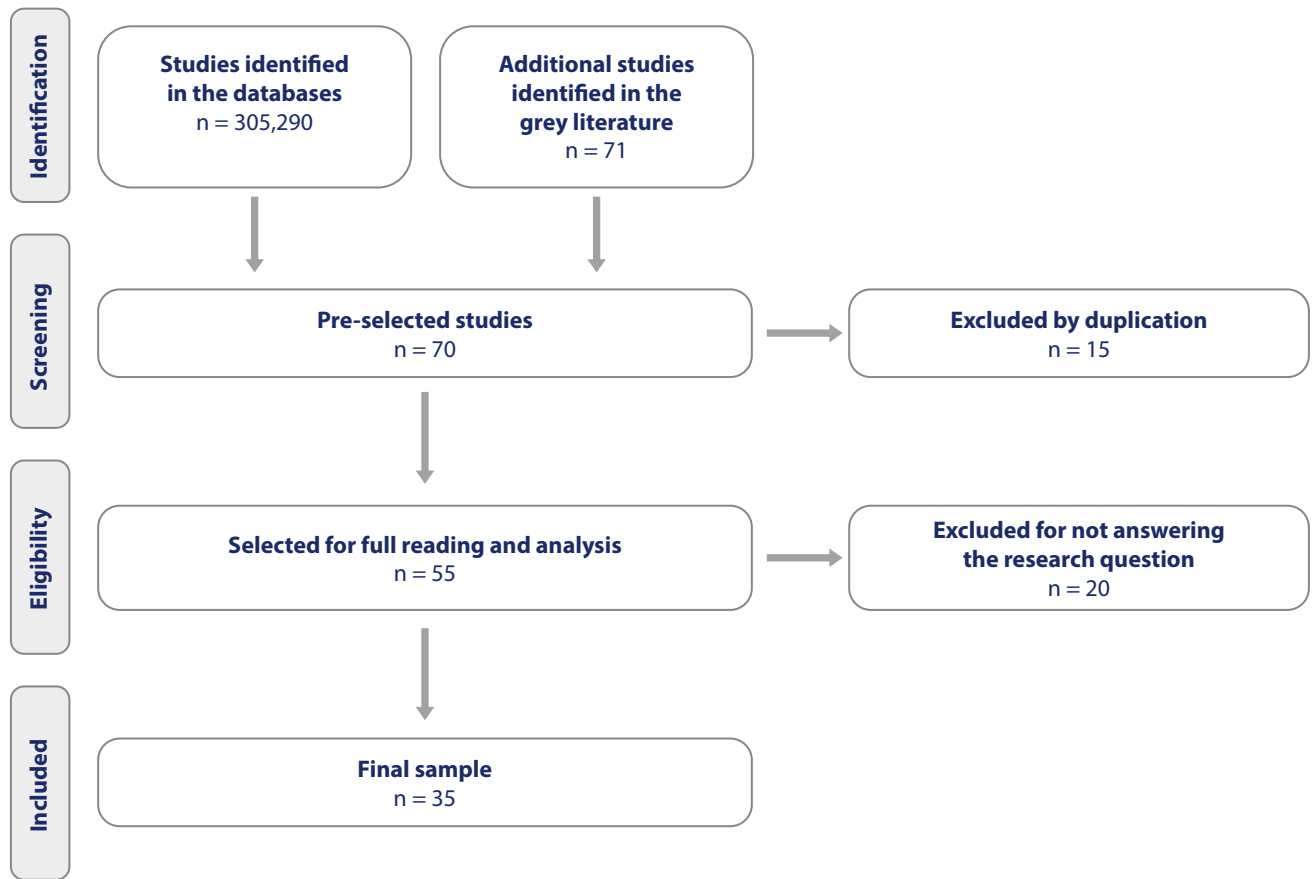 Identification
Studies identified
in the databases
n = 305,290
Additional studies
identified in the
grey literature
n = 71
Screening
Pre-selected studies
n = 70
Excluded by duplication
n = 15
Eligibility
Selected for full reading and analysis
n = 55
Excluded for not answering
the research question
n = 20
Included
Final sample
n = 35